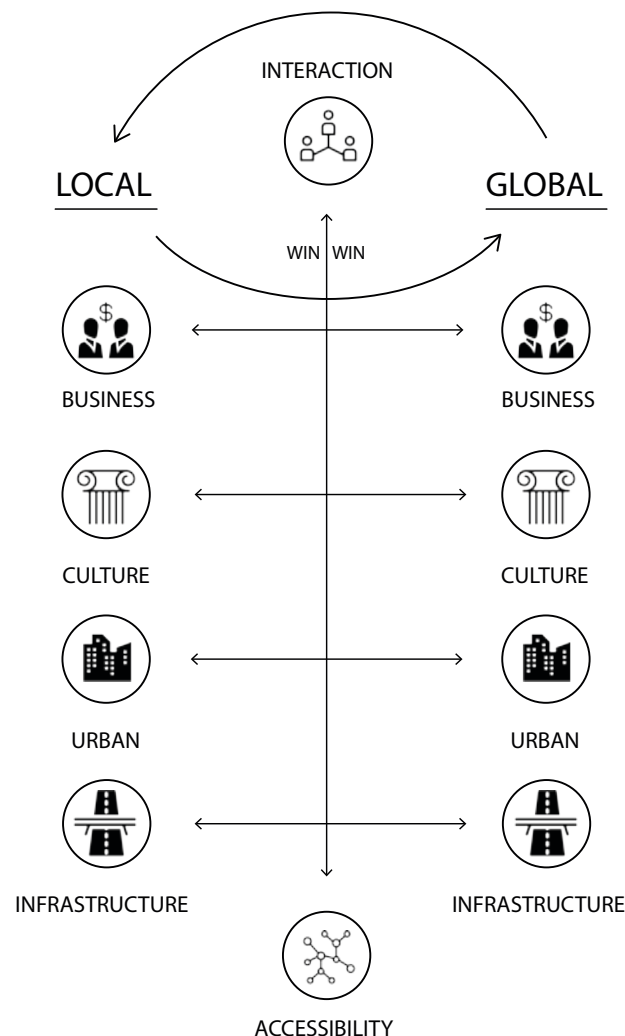 INTERACTION
LOCAL GLOBAL
WIN WIN
$ $
BUSINESS BUSINESS
CULTURE CULTURE
URBAN URBAN
INFRASTRUCTURE INFRASTRUCTURE
ACCESSIBILITY